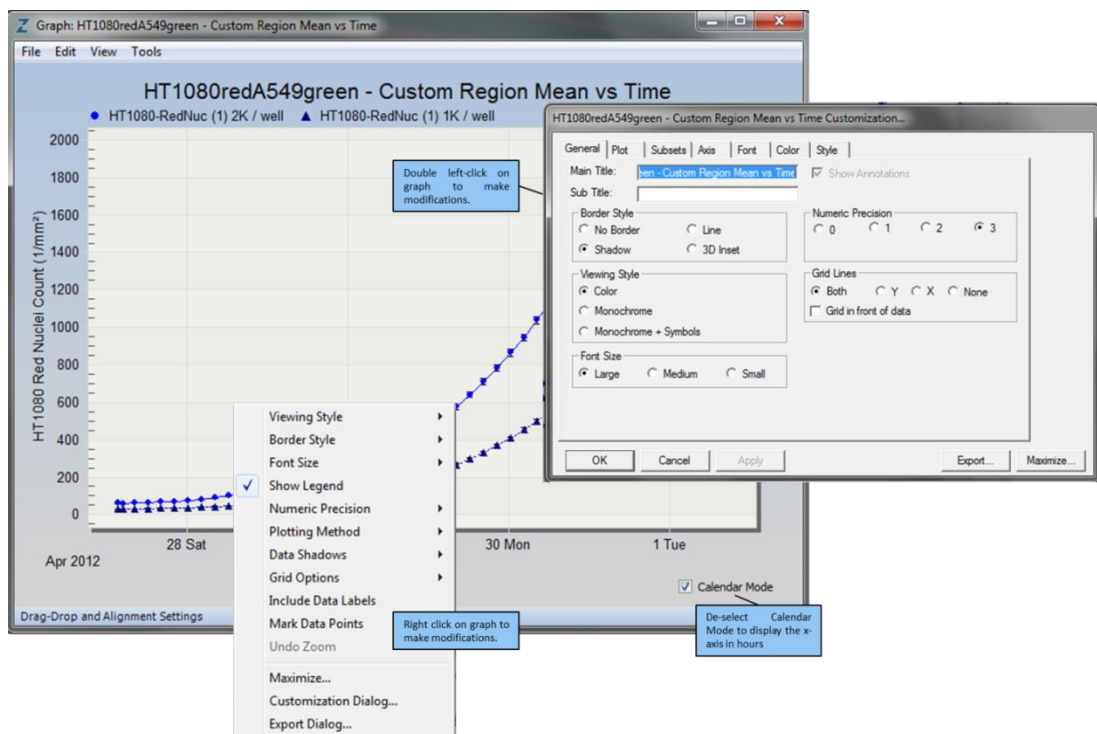 Graph: HT1080redA549green - Custom Region Mean vs Time
File Edit View Tools
HT1080redA549green - Custom Region Mean vs Time
HT1080-RedNuc (1) 2K / well HT1080-RedNuc (1) 1K / well
HT1080 Red Nuclei Count (1/mm²)
2000
1800
1600
1400
1200
1000
800
600
400
200
0
28 Sat
30 Mon
1 Tue
Apr 2012
Calendar Mode
Drag-Drop and Alignment Settings
Double left-click on
graph to make
modifications.
HT1080redA549green - Custom Region Mean vs Time Customization...
General Plot Subsets Axis Font Color Style
Main Title: een - Custom Region Mean vs Time Show Annotations
Sub Title:
Border Style
No Border Line
Shadow 3D Inset
Numeric Precision
0 1 2 3
Viewing Style
Color
Monochrome
Monochrome + Symbols
Grid Lines
Both Y X None
Grid in front of data
Font Size
Large Medium Small
OK Cancel Apply Export... Maximize...
Viewing Style
Border Style
Font Size
Show Legend
Numeric Precision
Plotting Method
Data Shadows
Grid Options
Include Data Labels
Mark Data Points
Undo Zoom
Maximize...
Customization Dialog...
Export Dialog...
Right click on graph to
make modifications.
De-select Calendar
Mode to display the x-
axis in hours